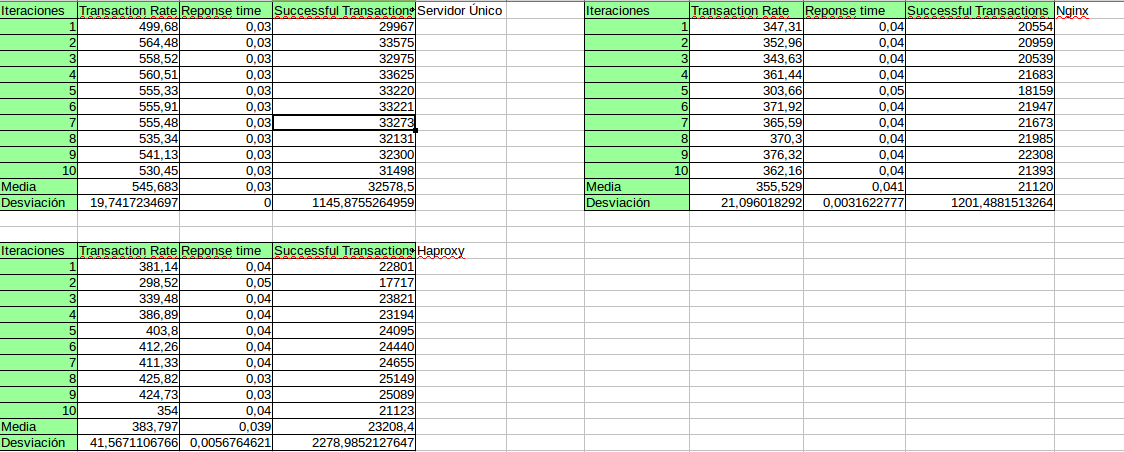 Iteraciones Transaction Rate Reponse time Successful Transactions Servidor Único
1 499,68 0,03 29967
2 564,48 0,03 33575
3 558,52 0,03 32975
4 560,51 0,03 33625
5 555,33 0,03 33220
6 555,91 0,03 33221
7 555,48 0,03 33273
8 535,34 0,03 32131
9 541,13 0,03 32300
10 530,45 0,03 31498
Media 545,683 0,03 32578,5
Desviación 19,7417234697 0 1145,8755264959
Iteraciones Transaction Rate Reponse time Successful Transactions Nginx
1 347,31 0,04 20554
2 352,96 0,04 20959
3 343,63 0,04 20539
4 361,44 0,04 21683
5 303,66 0,05 18159
6 371,92 0,04 21947
7 365,59 0,04 21673
8 370,3 0,04 21985
9 376,32 0,04 22308
10 362,16 0,04 21393
Media 355,529 0,041 21120
Desviación 21,096018292 0,0031622777 1201,4881513264
Iteraciones Transaction Rate Reponse time Successful Transactions Haproxy
1 381,14 0,04 22801
2 298,52 0,05 17717
3 339,48 0,04 23821
4 386,89 0,04 23194
5 403,8 0,04 24095
6 412,26 0,04 24440
7 411,33 0,04 24655
8 425,82 0,03 25149
9 424,73 0,03 25089
10 354 0,04 21123
Media 383,797 0,039 23208,4
Desviación 41,5671106766 0,0056764621 2278,9852127647